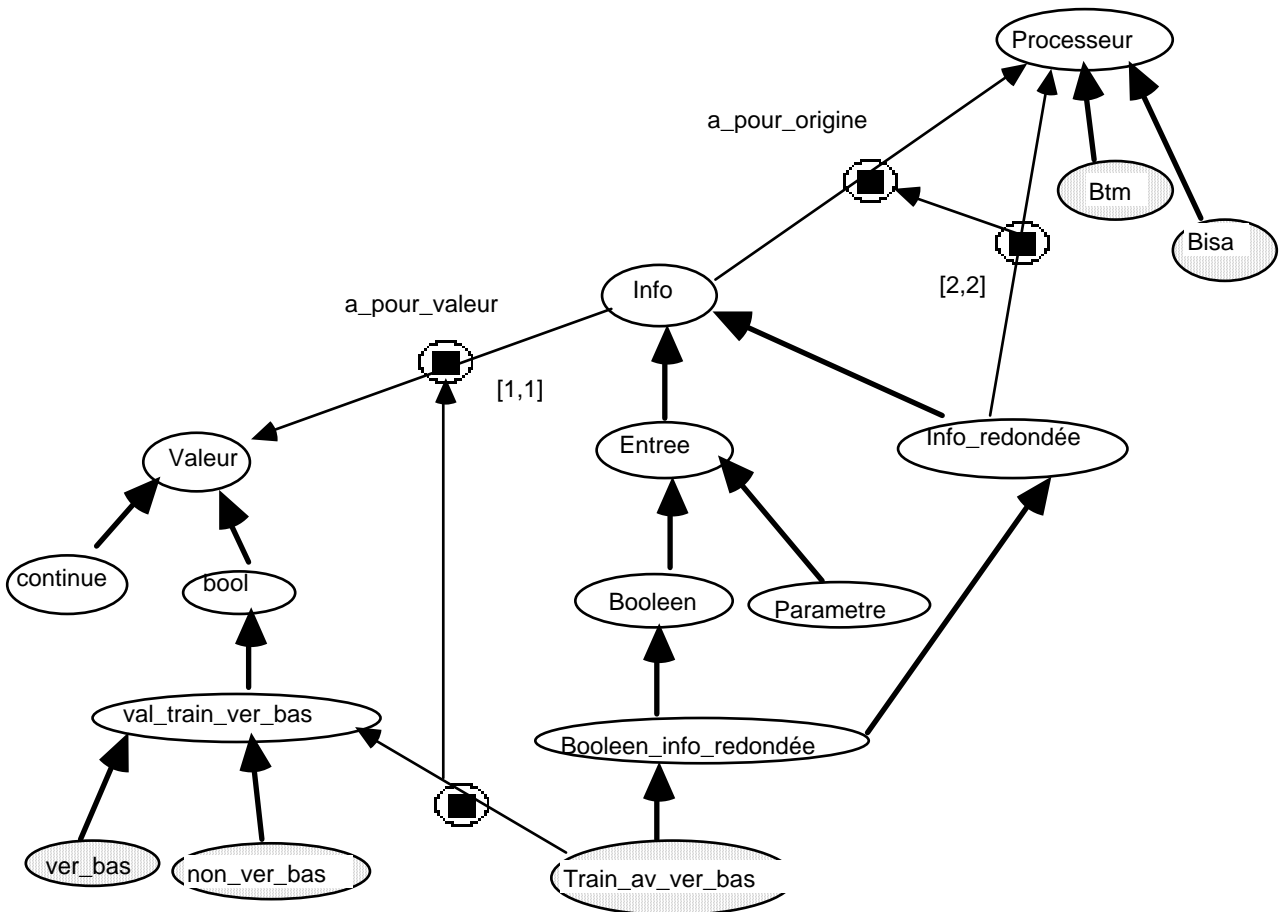 Processeur
a_pour_origine
Btm
Bisa
Info
[2,2]
a_pour_valeur
[1,1]
Valeur
Entree
Info_redondée
continue
bool
Booleen
Parametre
val_train_ver_bas
Booleen_info_redondée
ver_bas
non_ver_bas
Train_av_ver_bas